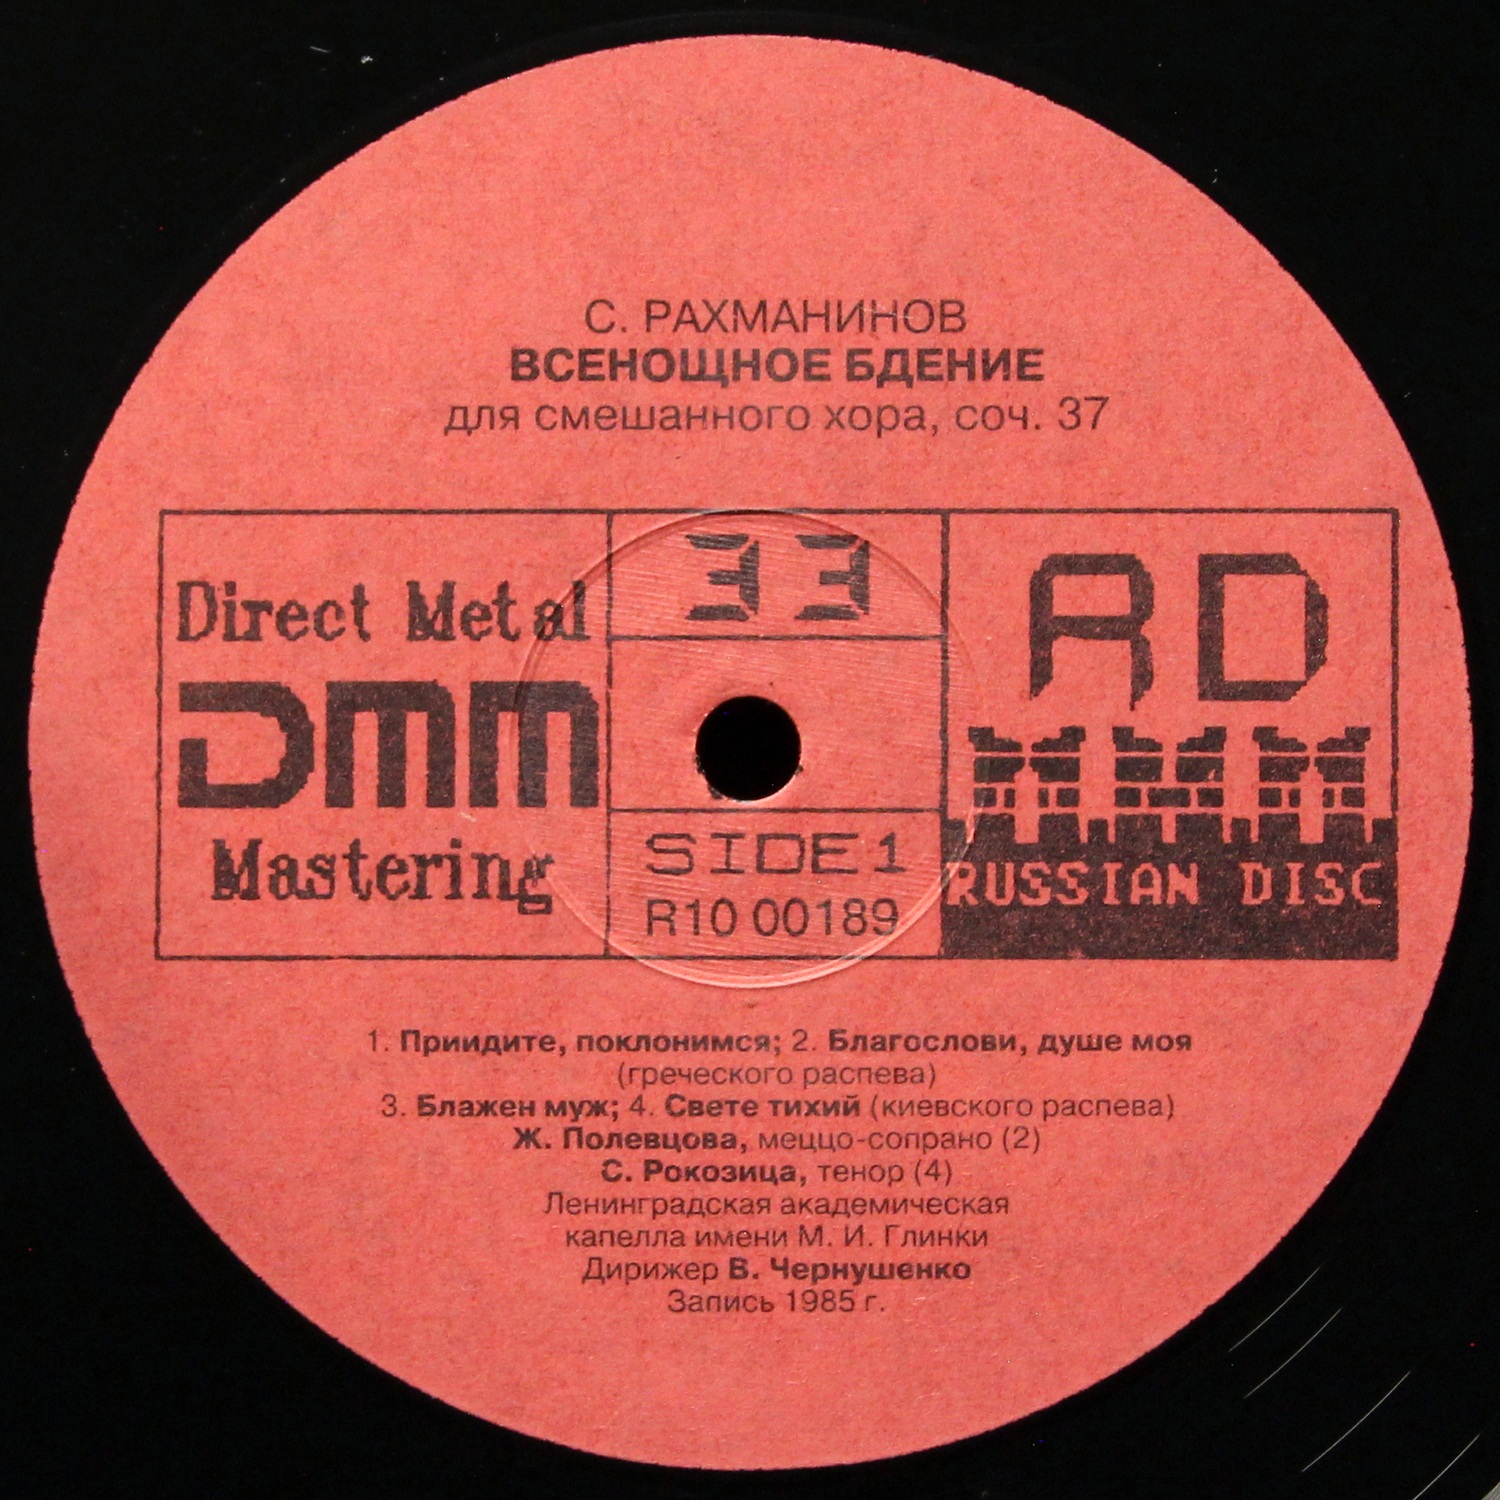 С. РАХМАНИНОВ
ВСЕНОЩНОЕ БДЕНИЕ
для смешанного хора, соч. 37
Direct Metal
DMM
Mastering
33
SIDE 1
R10 00189
RD
RUSSIAN DISC
1. Приидите, поклонимся; 2. Благослови, душе моя
(греческого распева)
3. Блажен муж; 4. Свете тихий (киевского распева)
Ж. Полевцова, меццо-сопрано (2)
С. Рокозица, тенор (4)
Ленинградская академическая
капелла имени М. И. Глинки
Дирижер В. Чернушенко
Запись 1985 г.